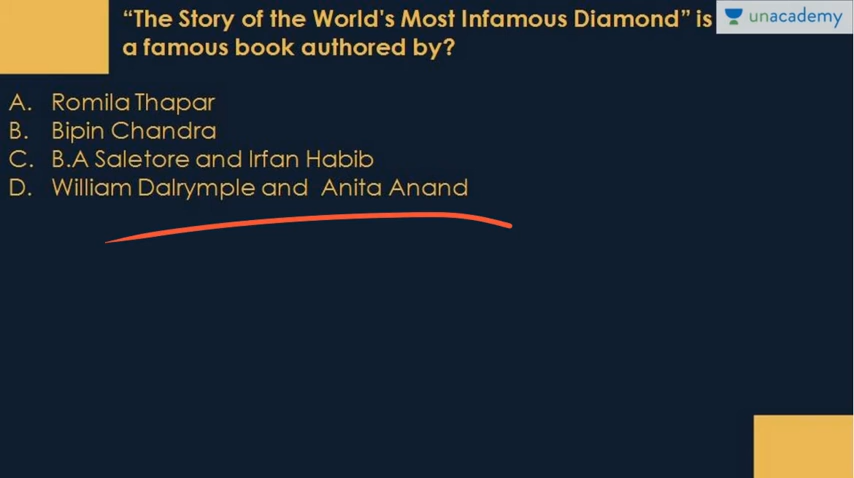 “The Story of the World's Most Infamous Diamond” is
a famous book authored by?
unacademy
A. Romila Thapar
B. Bipin Chandra
C. B.A Saletore and Irfan Habib
D. William Dalrymple and Anita Anand